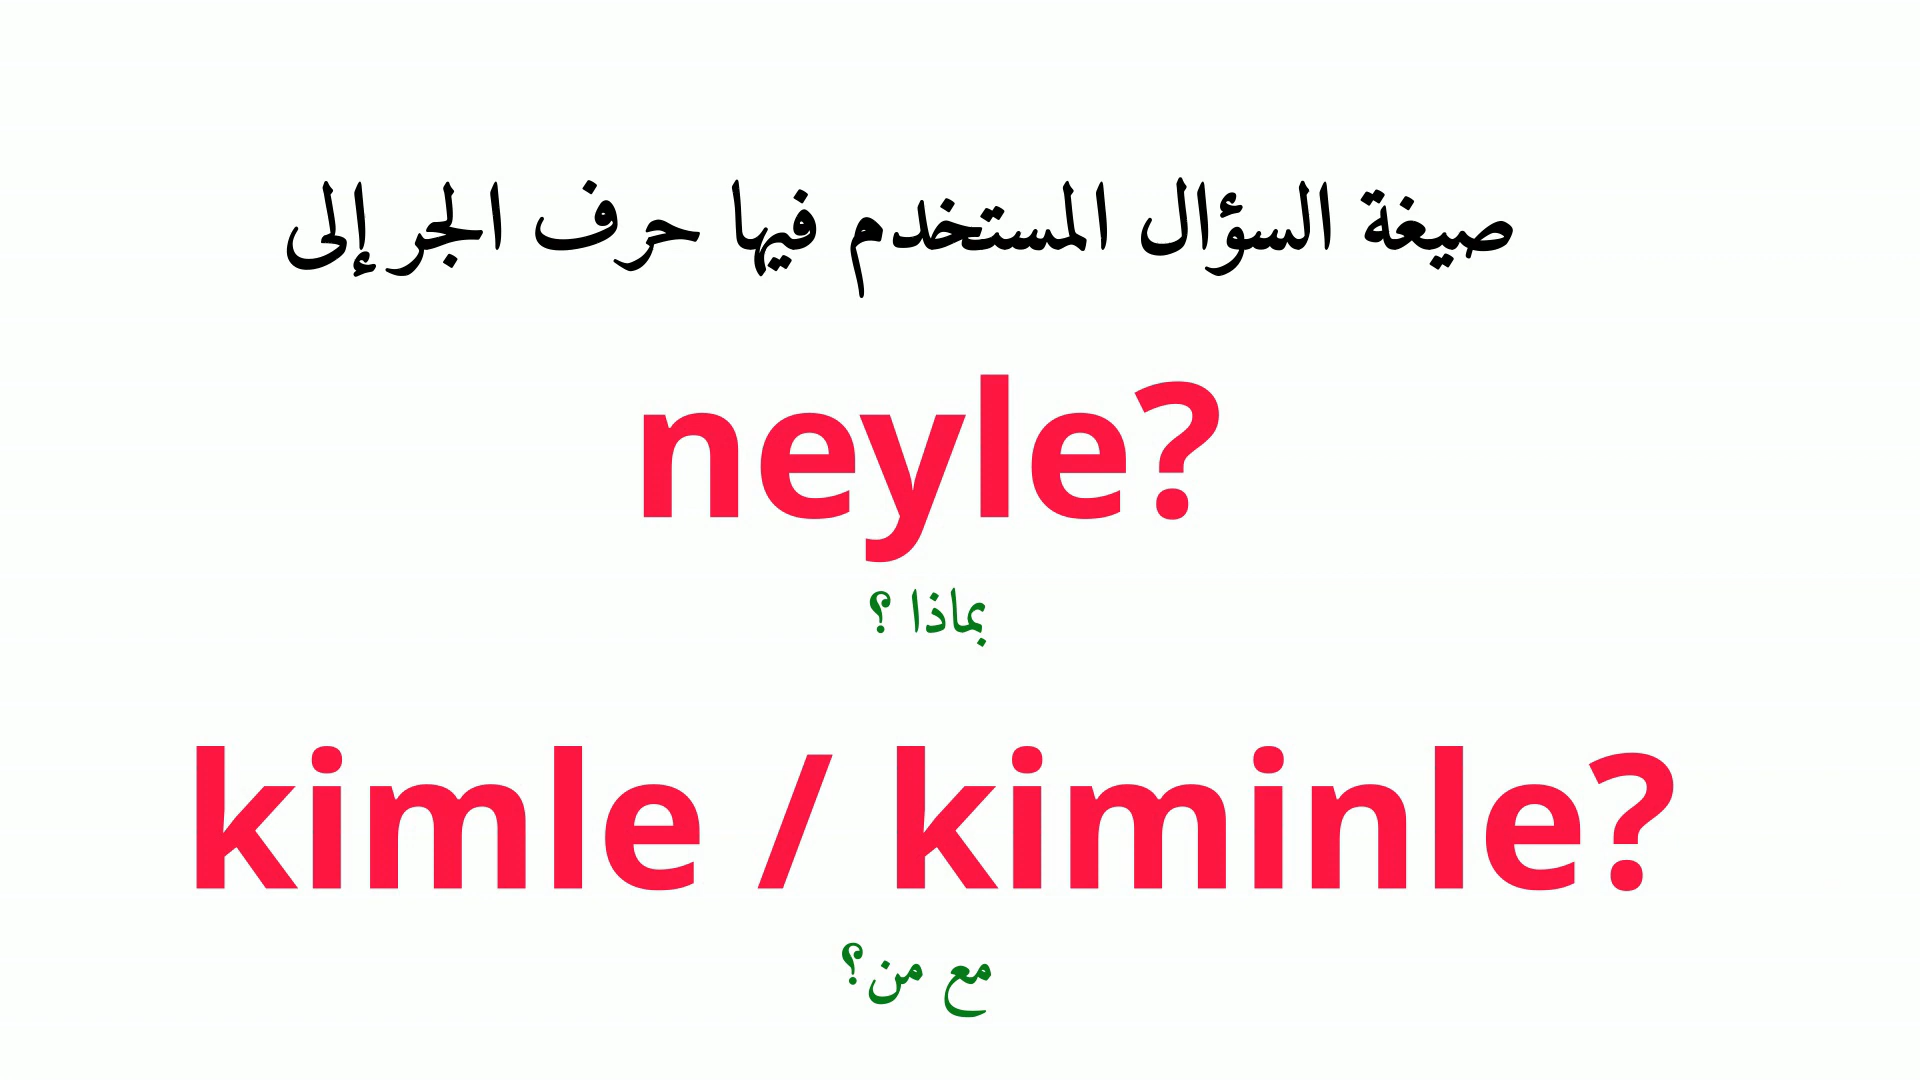 صيغة السؤال المستخدم فيها حرف الجر إلى
neyle?
بماذا ؟
kimle / kiminle?
مع من؟